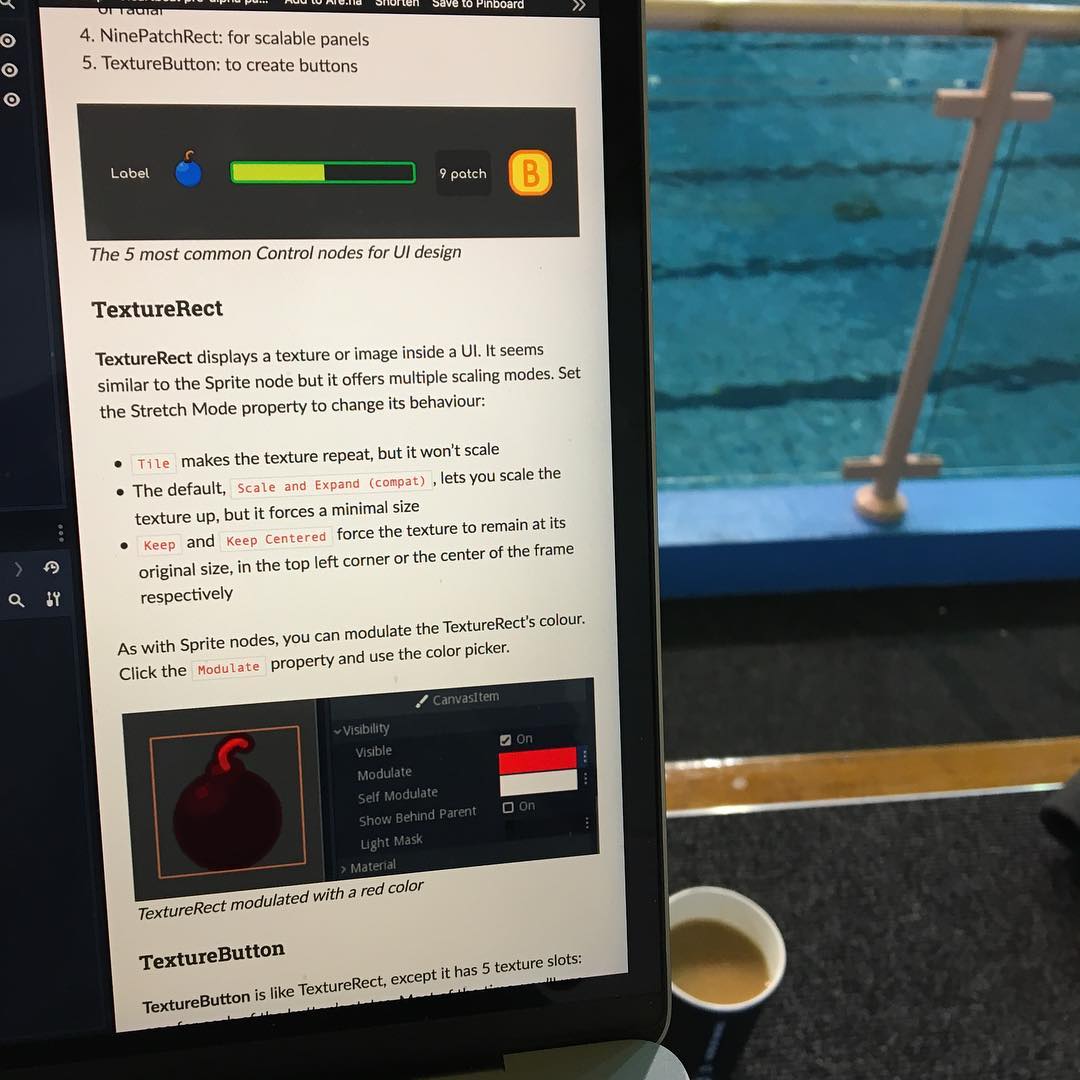 Add to Are.na Shorten Save to Pinboard
or radial
4. NinePatchRect: for scalable panels
5. TextureButton: to create buttons
Label
9 patch
B
The 5 most common Control nodes for UI design
TextureRect
TextureRect displays a texture or image inside a UI. It seems
similar to the Sprite node but it offers multiple scaling modes. Set
the Stretch Mode property to change its behaviour:
• Tile makes the texture repeat, but it won't scale
• The default, Scale and Expand (compat) , lets you scale the
texture up, but it forces a minimal size
• Keep and Keep Centered force the texture to remain at its
original size, in the top left corner or the center of the frame
respectively
As with Sprite nodes, you can modulate the TextureRect's colour.
Click the Modulate property and use the color picker.
CanvasItem
Visibility
Visible On
Modulate
Self Modulate
Show Behind Parent On
Light Mask
Material
TextureRect modulated with a red color
TextureButton
TextureButton is like TextureRect, except it has 5 texture slots: